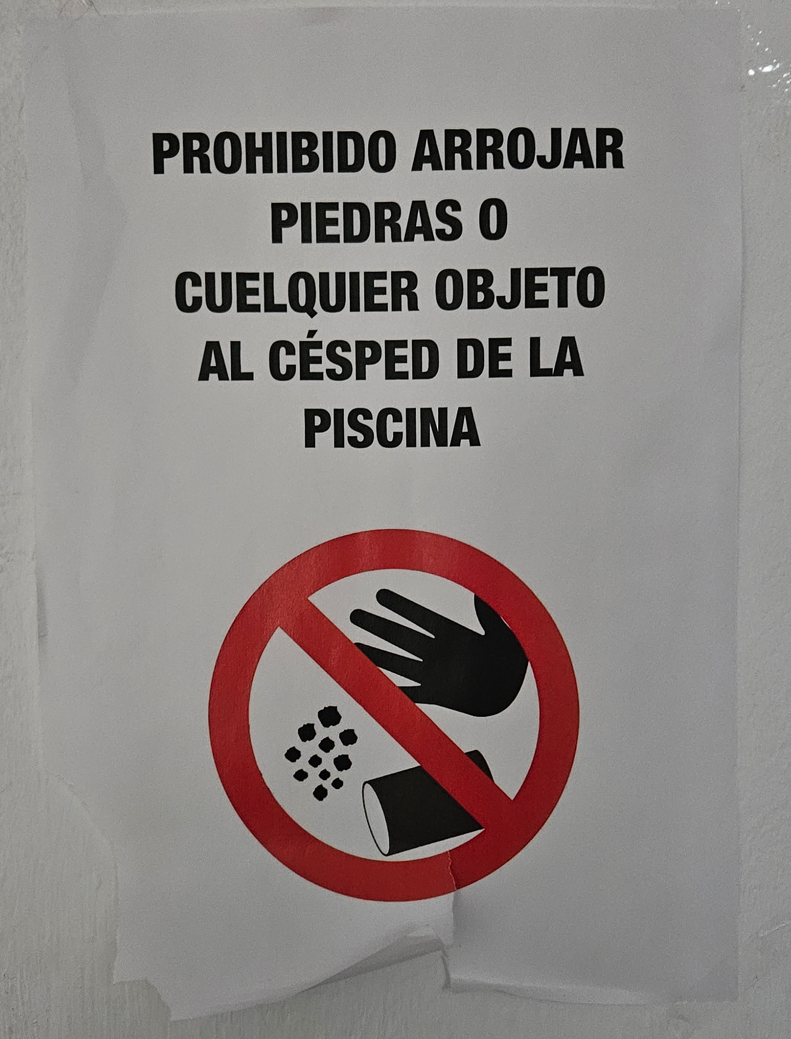 PROHIBIDO ARROJAR
PIEDRAS O
CUELQUIER OBJETO
AL CÉSPED DE LA
PISCINA